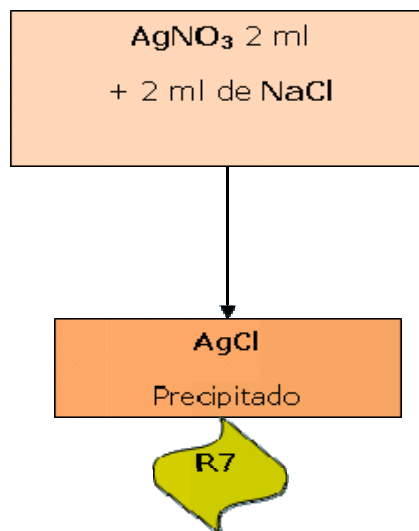 AgNO₃ 2 ml
+ 2 ml de NaCl
AgCl
Precipitado
R7